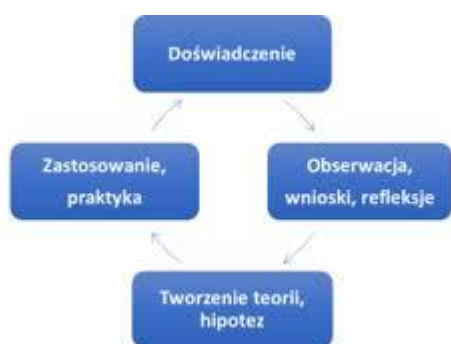 Doświadczenie
Zastosowanie,
praktyka
Obserwacja,
wnioski, refleksje
Tworzenie teorii,
hipotez